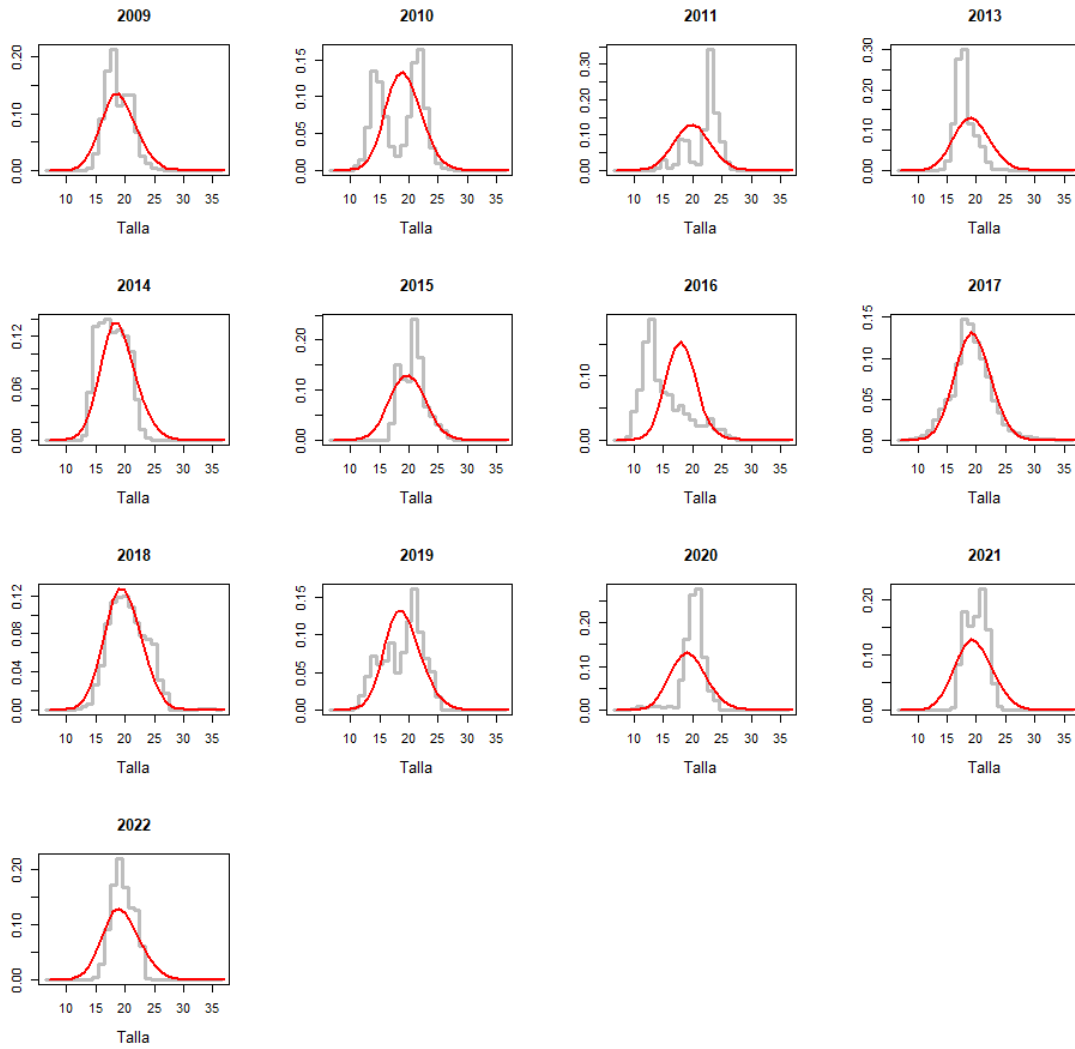 2009 2010 2011 2013
0.00 0.10 0.20 0.00 0.05 0.10 0.15 0.00 0.10 0.20 0.30 0.00 0.10 0.20 0.30
10 15 20 25 30 35 10 15 20 25 30 35 10 15 20 25 30 35 10 15 20 25 30 35
Talla Talla Talla Talla
2014 2015 2016 2017
0.00 0.06 0.12 0.00 0.10 0.20 0.00 0.10 0.00 0.05 0.10 0.15
10 15 20 25 30 35 10 15 20 25 30 35 10 15 20 25 30 35 10 15 20 25 30 35
Talla Talla Talla Talla
2018 2019 2020 2021
0.00 0.04 0.08 0.12 0.00 0.05 0.10 0.15 0.00 0.10 0.20 0.00 0.10 0.20
10 15 20 25 30 35 10 15 20 25 30 35 10 15 20 25 30 35 10 15 20 25 30 35
Talla Talla Talla Talla
2022
0.00 0.10 0.20
10 15 20 25 30 35
Talla